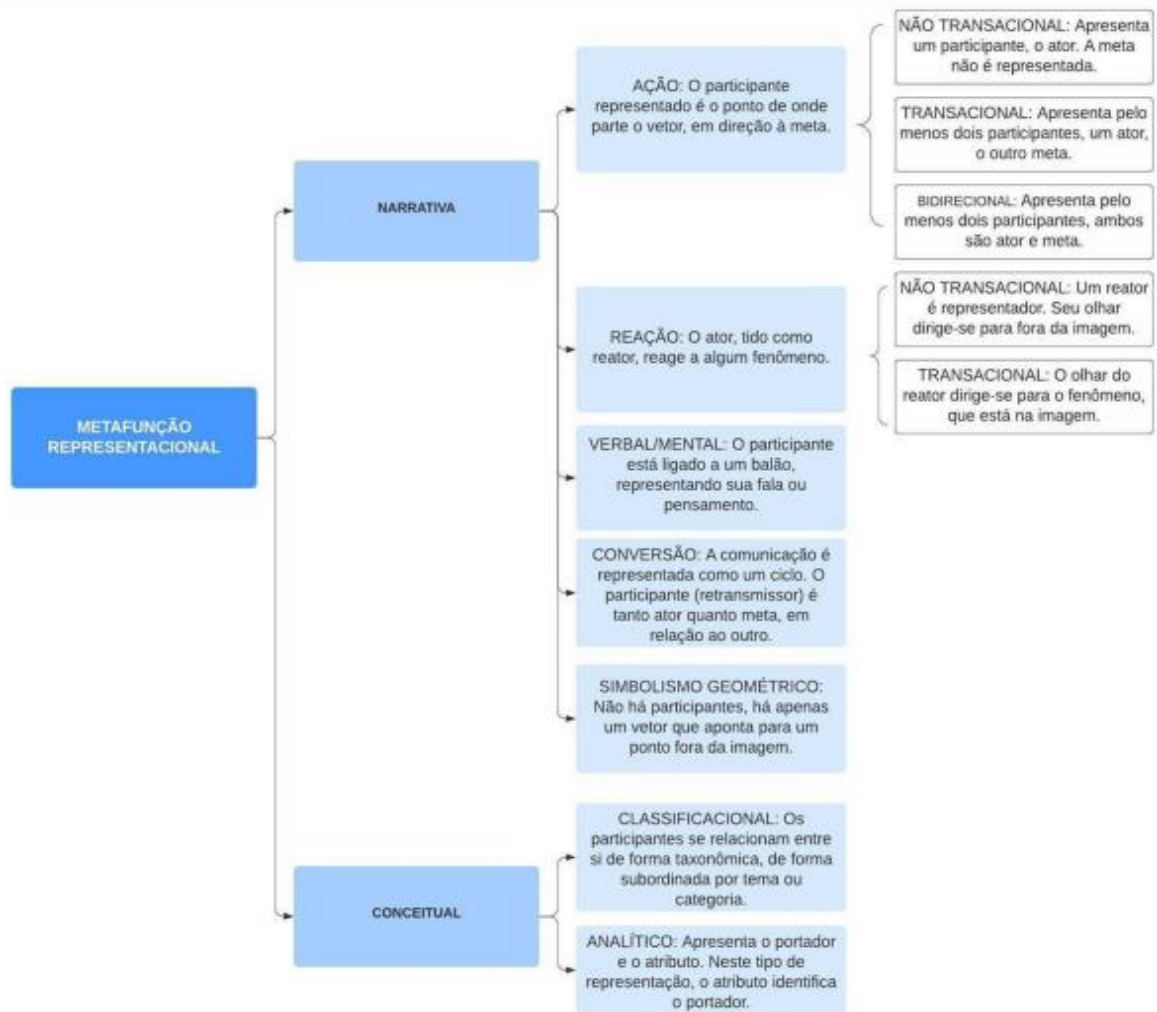 METAFUNÇÃO
REPRESENTACIONAL
NARRATIVA
AÇÃO: O participante
representado é o ponto de onde
parte o vetor, em direção à meta.
NÃO TRANSACIONAL: Apresenta
um participante, o ator. A meta
não é representada.
TRANSACIONAL: Apresenta pelo
menos dois participantes, um ator,
o outro meta.
BIDIRECIONAL: Apresenta pelo
menos dois participantes, ambos
são ator e meta.
REAÇÃO: O ator, tido como
reator, reage a algum fenômeno.
NÃO TRANSACIONAL: Um reator
é representador. Seu olhar
dirige-se para fora da imagem.
TRANSACIONAL: O olhar do
reator dirige-se para o fenômeno,
que está na imagem.
VERBAL/MENTAL: O participante
está ligado a um balão,
representando sua fala ou
pensamento.
CONVERSÃO: A comunicação é
representada como um ciclo. O
participante (retransmissor) é
tanto ator quanto meta, em
relação ao outro.
SIMBOLISMO GEOMÉTRICO:
Não há participantes, há apenas
um vetor que aponta para um
ponto fora da imagem.
CONCEITUAL
CLASSIFICACIONAL: Os
participantes se relacionam entre
si de forma taxonômica, de forma
subordinada por tema ou
categoria.
ANALÍTICO: Apresenta o portador
e o atributo. Neste tipo de
representação, o atributo identifica
o portador.